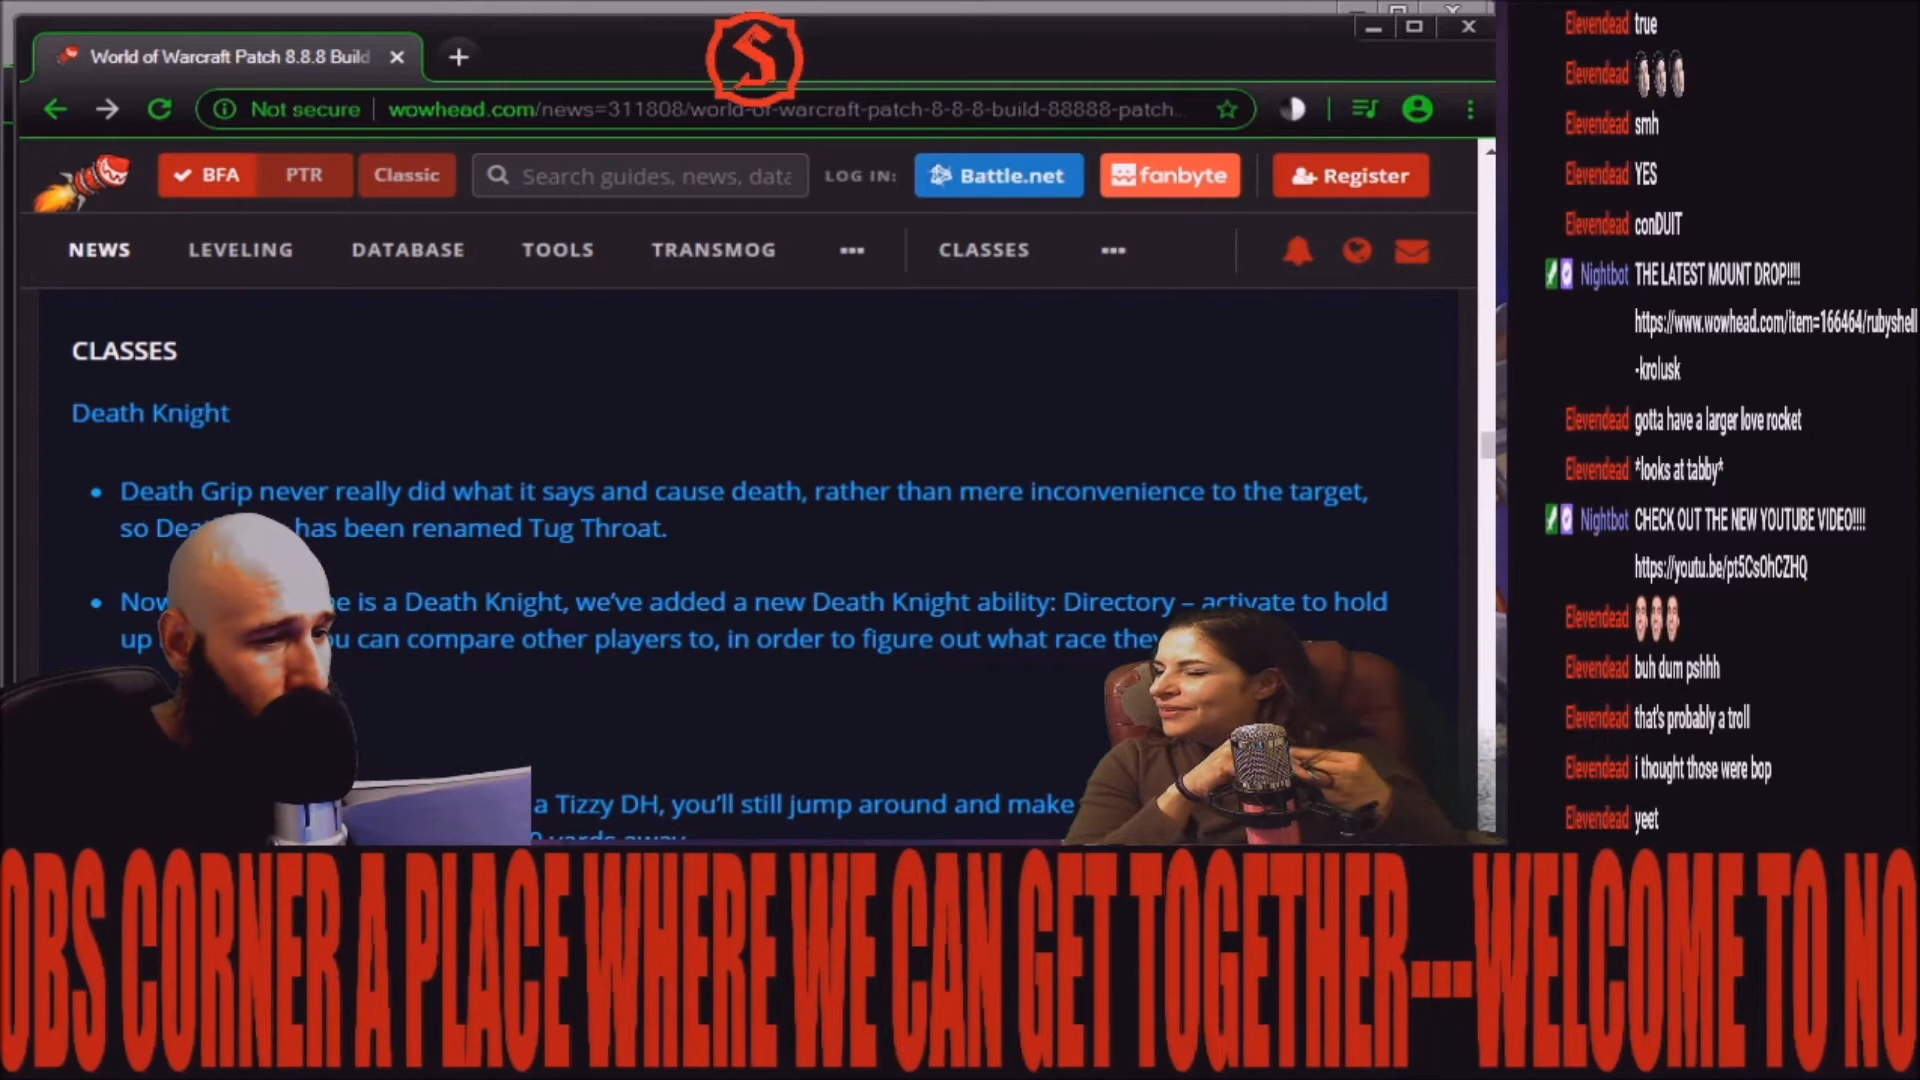 World of Warcraft Patch 8.8.8 Build
Not secure
wowhead.com/news=311808/world-of-warcraft-patch-8-8-8-build-88888-patch...
BFA
PTR
Classic
Search guides, news, data
LOG IN:
Battle.net
fanbyte
Register
NEWS
LEVELING
DATABASE
TOOLS
TRANSMOG
CLASSES
CLASSES
Death Knight
Death Grip never really did what it says and cause death, rather than mere inconvenience to the target,
so has been renamed Tug Throat.
is a Death Knight, we've added a new Death Knight ability: Directory – activate to hold
up can compare other players to, in order to figure out what race
a Tizzy DH, you'll still jump around and make
Elevendead true
Elevendead
Elevendead smh
Elevendead YES
Elevendead conDUIT
Nightbot THE LATEST MOUNT DROP!!!!
https://www.wowhead.com/item=166464/rubyshell
-krolusk
Elevendead gotta have a larger love rocket
Elevendead *looks at tabby*
Nightbot CHECK OUT THE NEW YOUTUBE VIDEO!!!!
https://youtu.be/pt5Cs0hCZHQ
Elevendead
Elevendead buh dum pshhh
Elevendead that's probably a troll
Elevendead i thought those were bop
Elevendead yeet
OBS CORNER A PLACE WHERE WE CAN GET TOGETHER---WELCOME TO NO